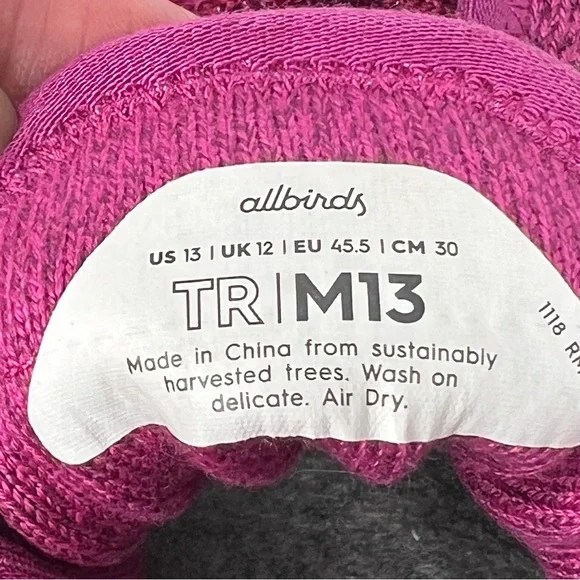 allbirds
US 13 | UK 12 | EU 45.5 | CM 30
TR | M13
Made in China from sustainably
harvested trees. Wash on
delicate. Air Dry.
1118